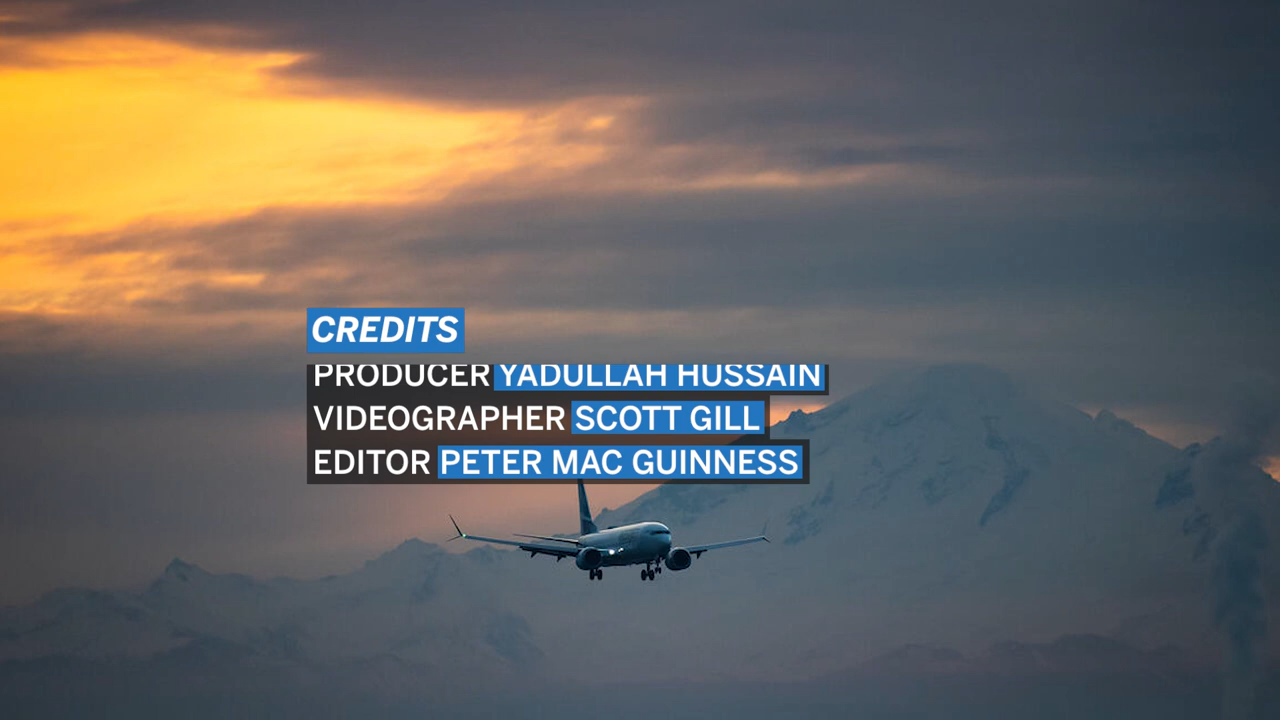 CREDITS
PRODUCER YADULLAH HUSSAIN
VIDEOGRAPHER SCOTT GILL
EDITOR PETER MAC GUINNESS